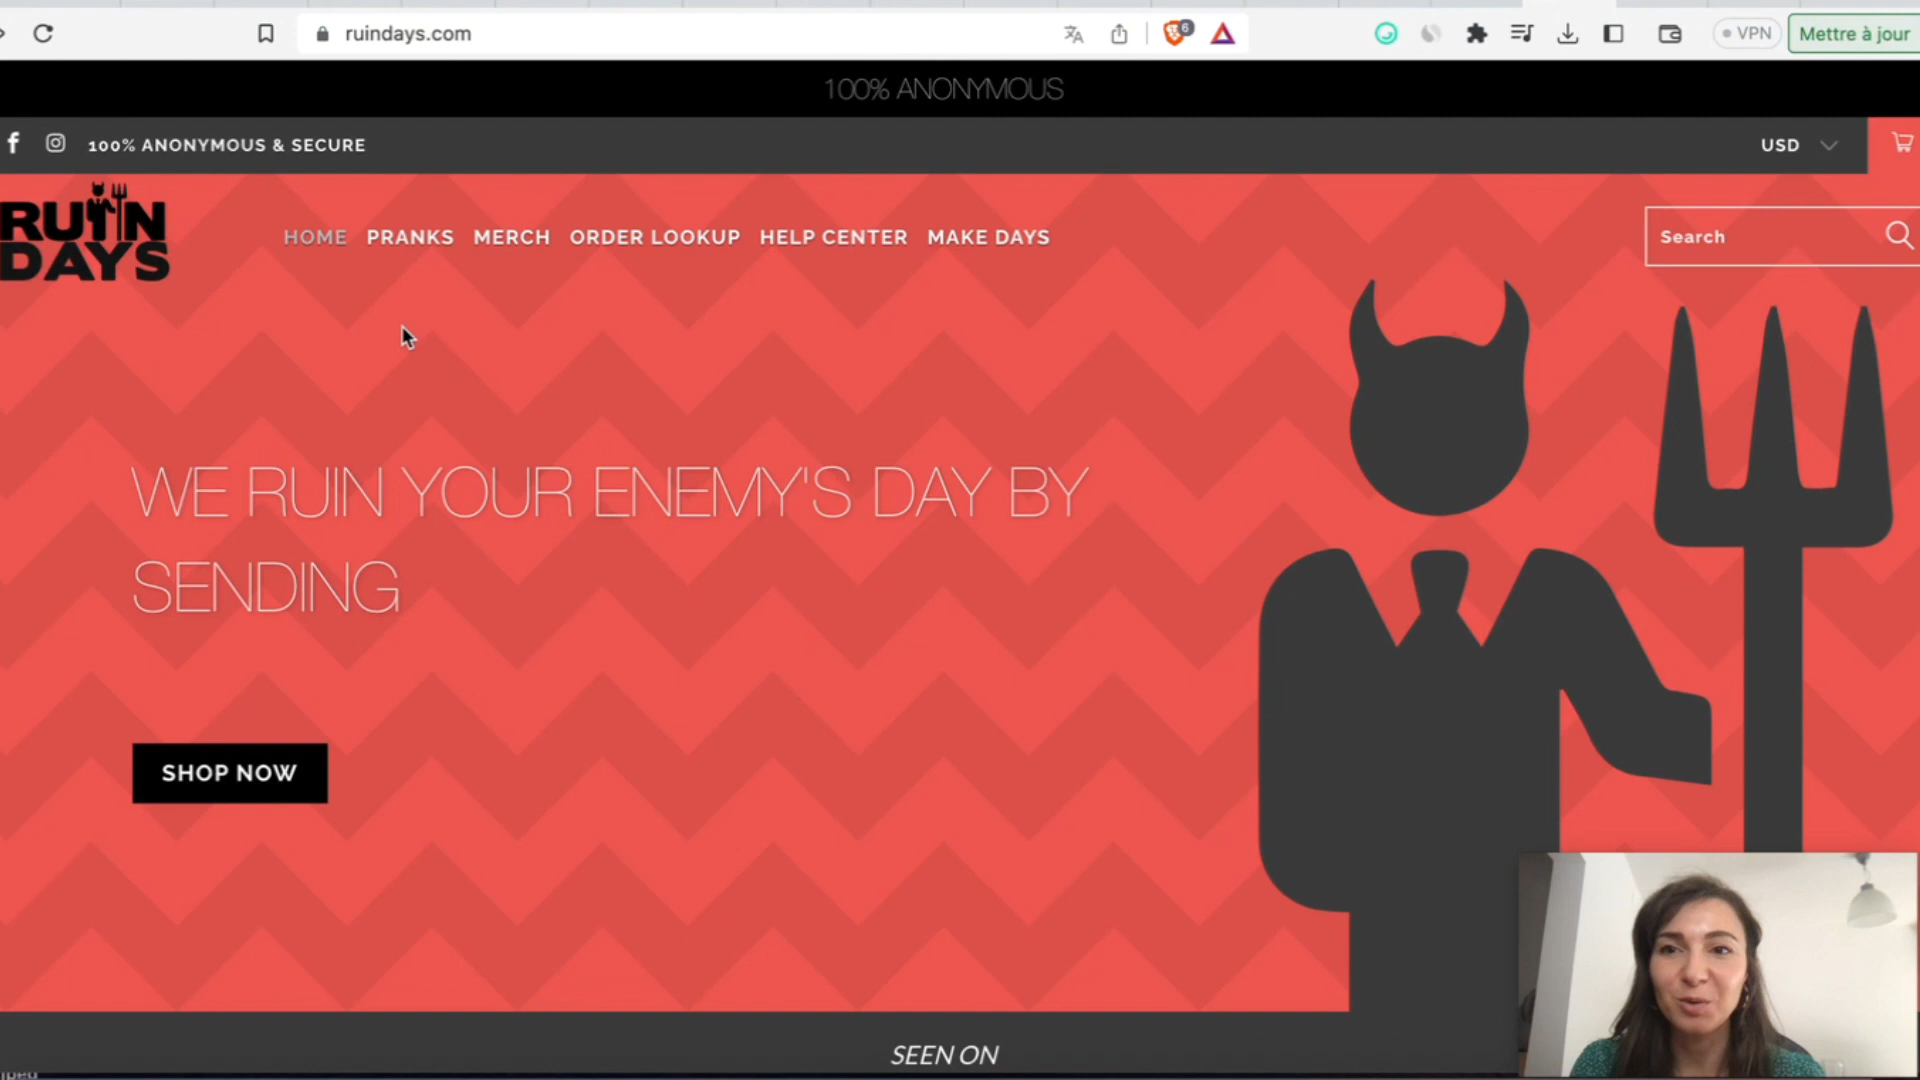 ruindays.com
6
VPN
Mettre à jour
100% ANONYMOUS
100% ANONYMOUS & SECURE
USD
RUIN
DAYS
HOME PRANKS MERCH ORDER LOOKUP HELP CENTER MAKE DAYS
Search
WE RUIN YOUR ENEMY'S DAY BY
SENDING
SHOP NOW
SEEN ON